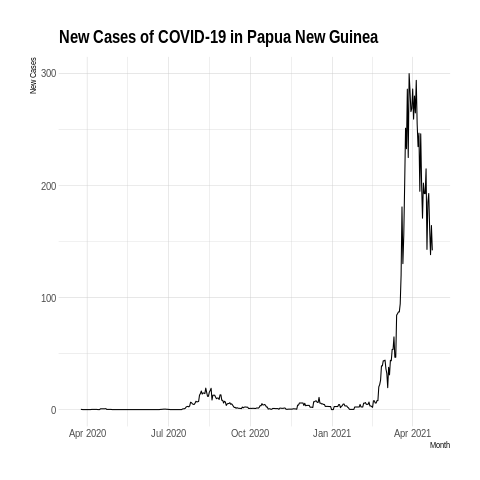 New Cases of COVID-19 in Papua New Guinea
New Cases
300
200
100
0
Apr 2020 Jul 2020 Oct 2020 Jan 2021 Apr 2021
Month